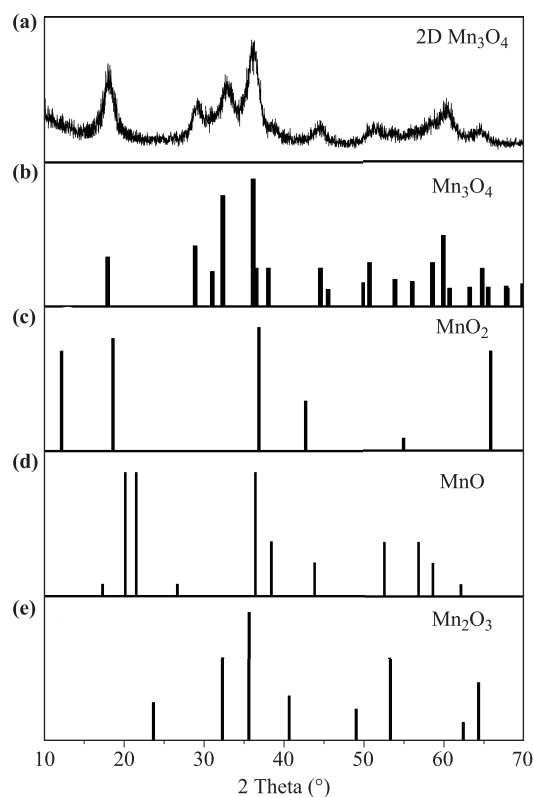 (a)
2D Mn₃O₄
(b)
Mn₃O₄
(c)
MnO₂
(d)
MnO
(e)
Mn₂O₃
10 20 30 40 50 60 70
2 Theta (°)